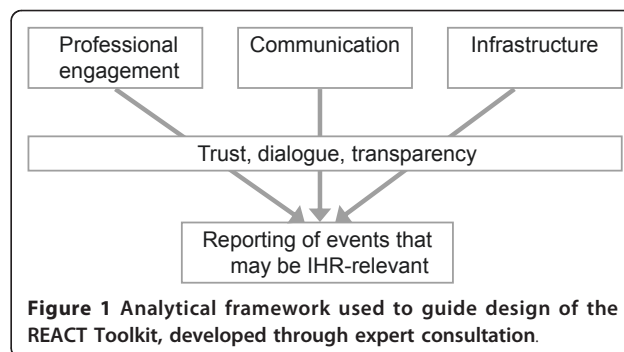 Professional
engagement
Communication
Infrastructure
Trust, dialogue, transparency
Reporting of events that
may be IHR-relevant
Figure 1 Analytical framework used to guide design of the
REACT Toolkit, developed through expert consultation.